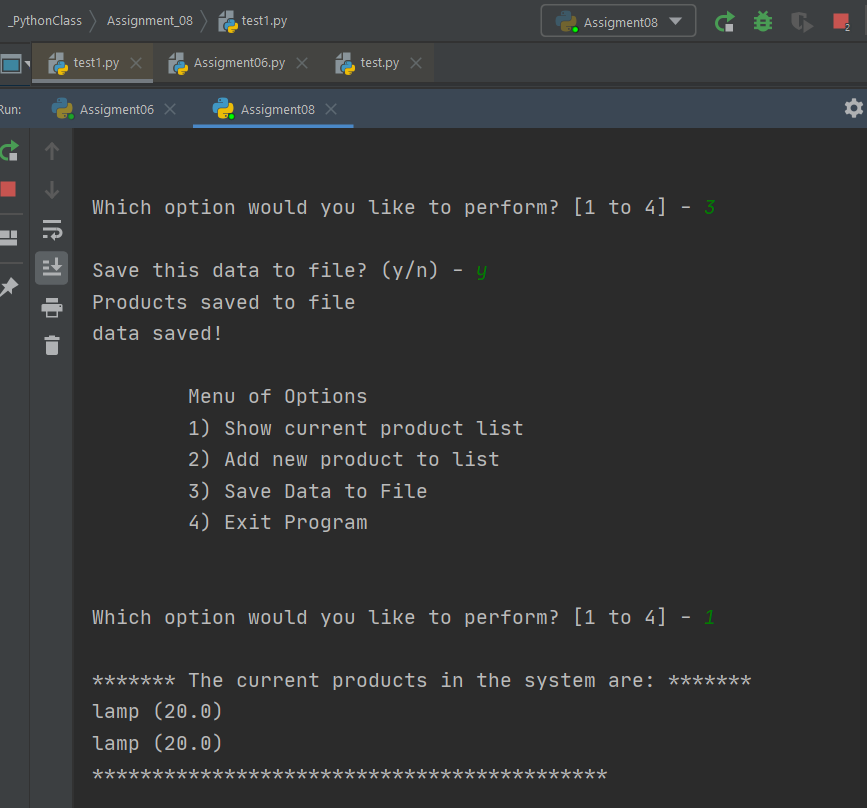 _PythonClass Assignment_08 test1.py Assigment08 2
test1.py Assigment06.py test.py
Run: Assigment06 Assigment08
Which option would you like to perform? [1 to 4] - 3
Save this data to file? (y/n) - y
Products saved to file
data saved!
Menu of Options
1) Show current product list
2) Add new product to list
3) Save Data to File
4) Exit Program
Which option would you like to perform? [1 to 4] - 1
******* The current products in the system are: *******
lamp (20.0)
lamp (20.0)
*******************************************